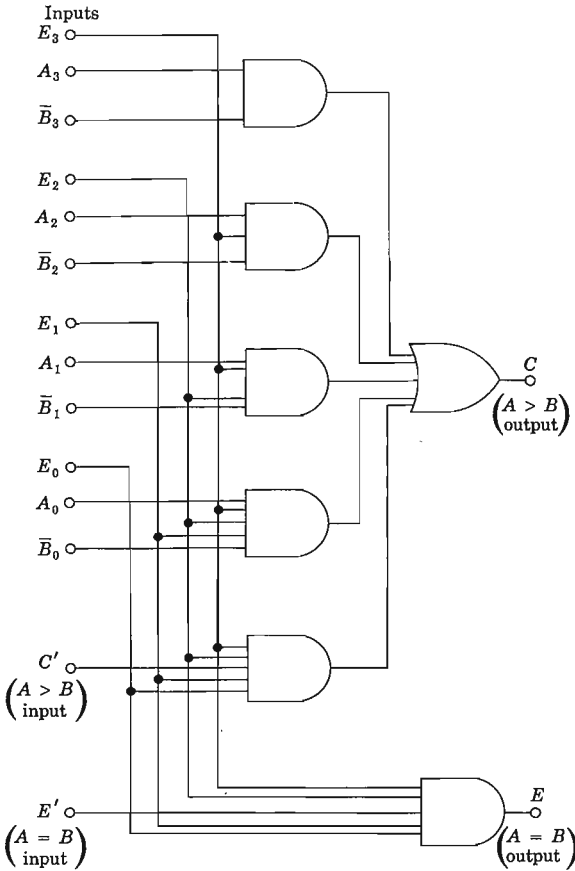 Inputs
E₃
A₃
B̄₃
E₂
A₂
B̄₂
E₁
A₁
B̄₁
C
(A > B)
output
E₀
A₀
B̄₀
C′
(A > B)
input
E′
(A = B)
input
E
(A = B)
output